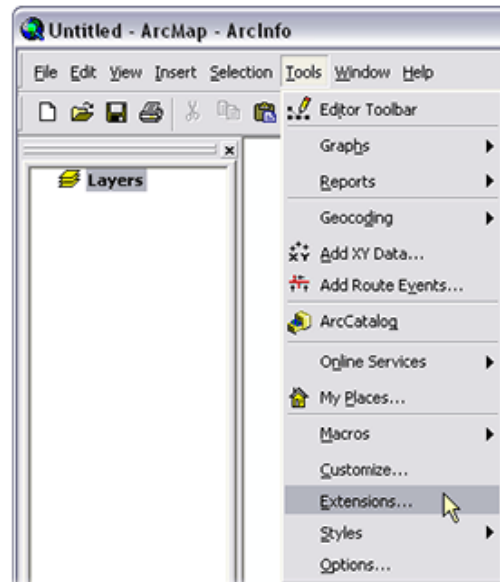 Untitled - ArcMap - ArcInfo
File Edit View Insert Selection Tools Window Help
Editor Toolbar
Layers
Graphs
Reports
Geocoding
Add XY Data...
Add Route Events...
ArcCatalog
Online Services
My Places...
Macros
Customize...
Extensions...
Styles
Options...